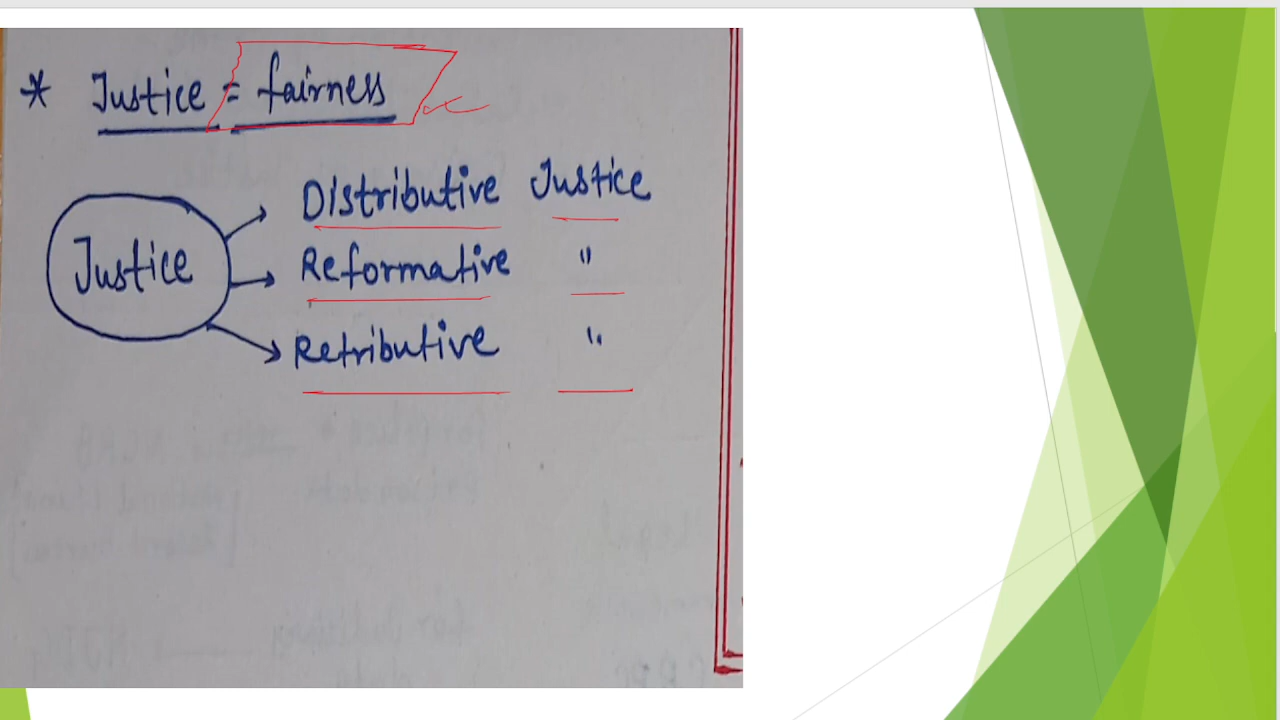 * Justice = fairness
Distributive Justice
Justice
Reformative "
Retributive "